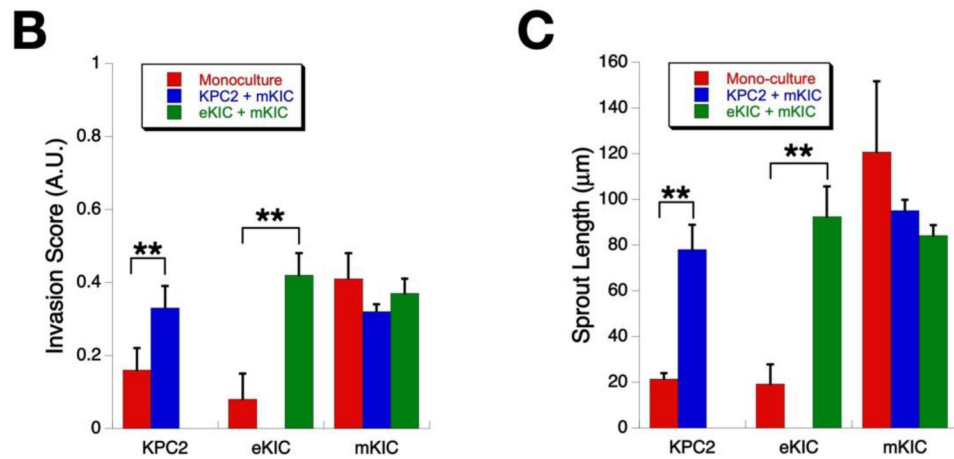 B
Invasion Score (A.U.)
1
0.8
0.6
0.4
0.2
0
Monoculture
KPC2 + mKIC
eKIC + mKIC
**
**
KPC2
eKIC
mKIC
C
Sprout Length (μm)
160
140
120
100
80
60
40
20
0
Mono-culture
KPC2 + mKIC
eKIC + mKIC
**
**
KPC2
eKIC
mKIC